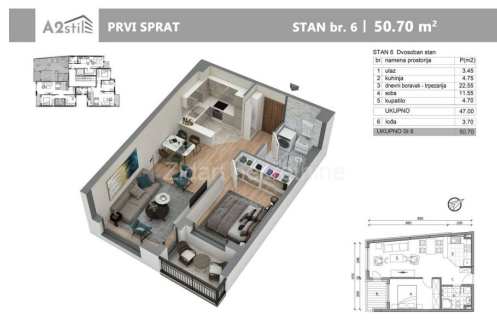 A2stil
PRVI SPRAT
STAN br. 6 | 50.70 m²
STAN 6 Dvosoban stan
br. namena prostorija P(m2)
1 ulaz 3.45
2 kuhinja 4.75
3 dnevni boravak - trpezarija 22.55
4 soba 11.55
5 kupatilo 4.70
UKUPNO 47.00
6 lođa 3.70
UKUPNO St 6 50.70